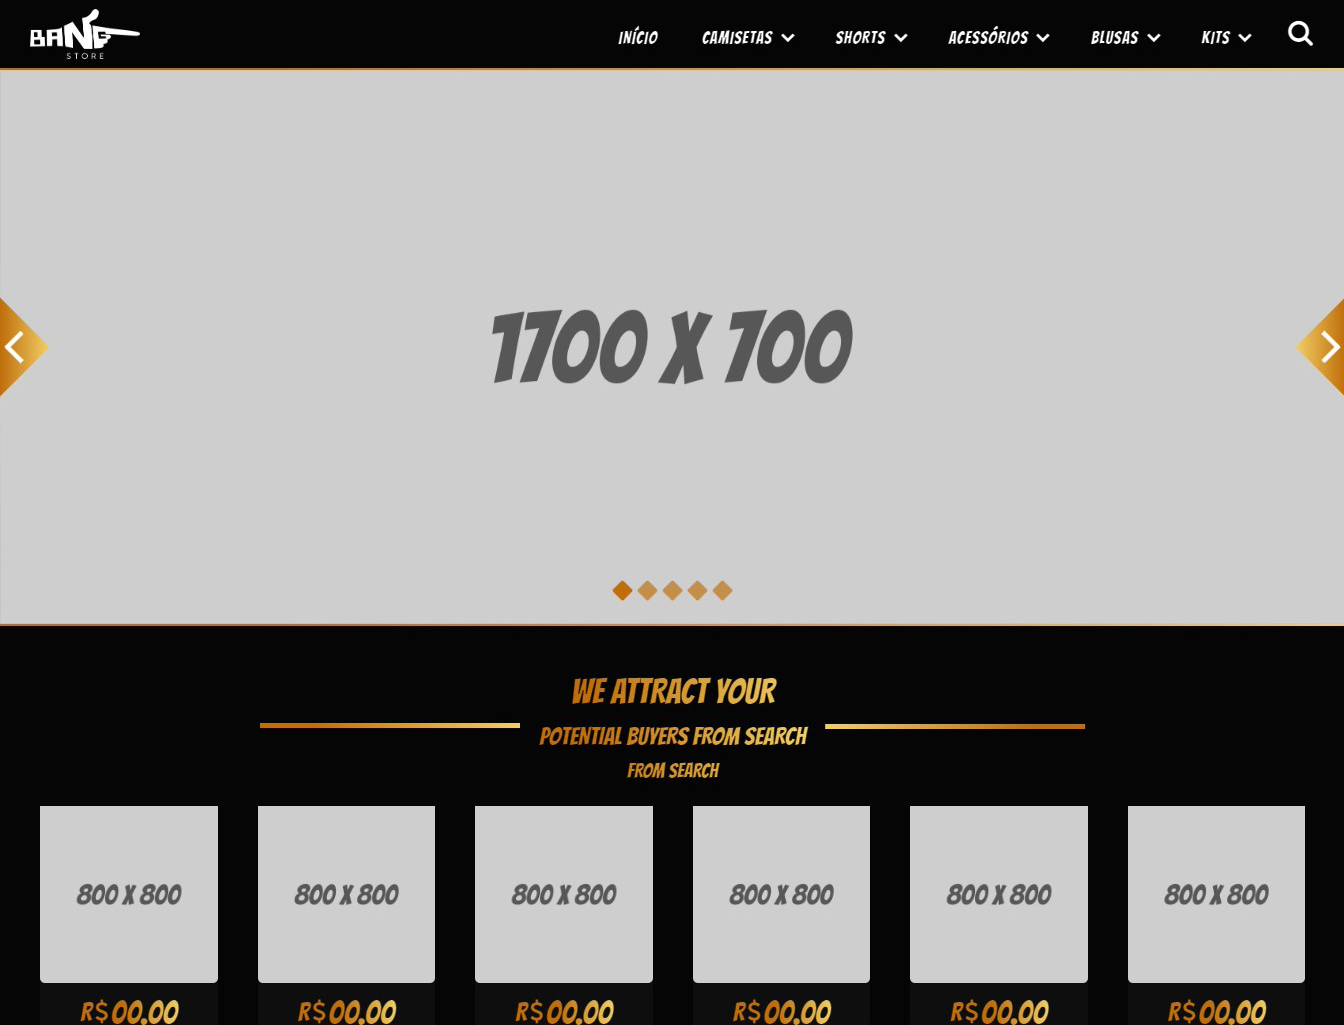 BANG
STORE
INÍCIO CAMISETAS SHORTS ACESSÓRIOS BLUSAS KITS
1700 X 700
WE ATTRACT YOUR
POTENTIAL BUYERS FROM SEARCH
FROM SEARCH
800 X 800 800 X 800 800 X 800 800 X 800 800 X 800 800 X 800
R$ 00,00 R$ 00,00 R$ 00,00 R$ 00,00 R$ 00,00 R$ 00,00